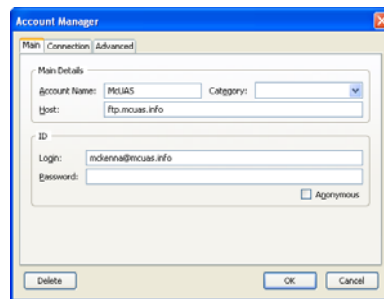 Account Manager
Main Connection Advanced
Main Details
Account Name: McUAS Category:
Host: ftp.mcuas.info
ID
Login: mckenna@mcuas.info
Password:
Anonymous
Delete OK Cancel